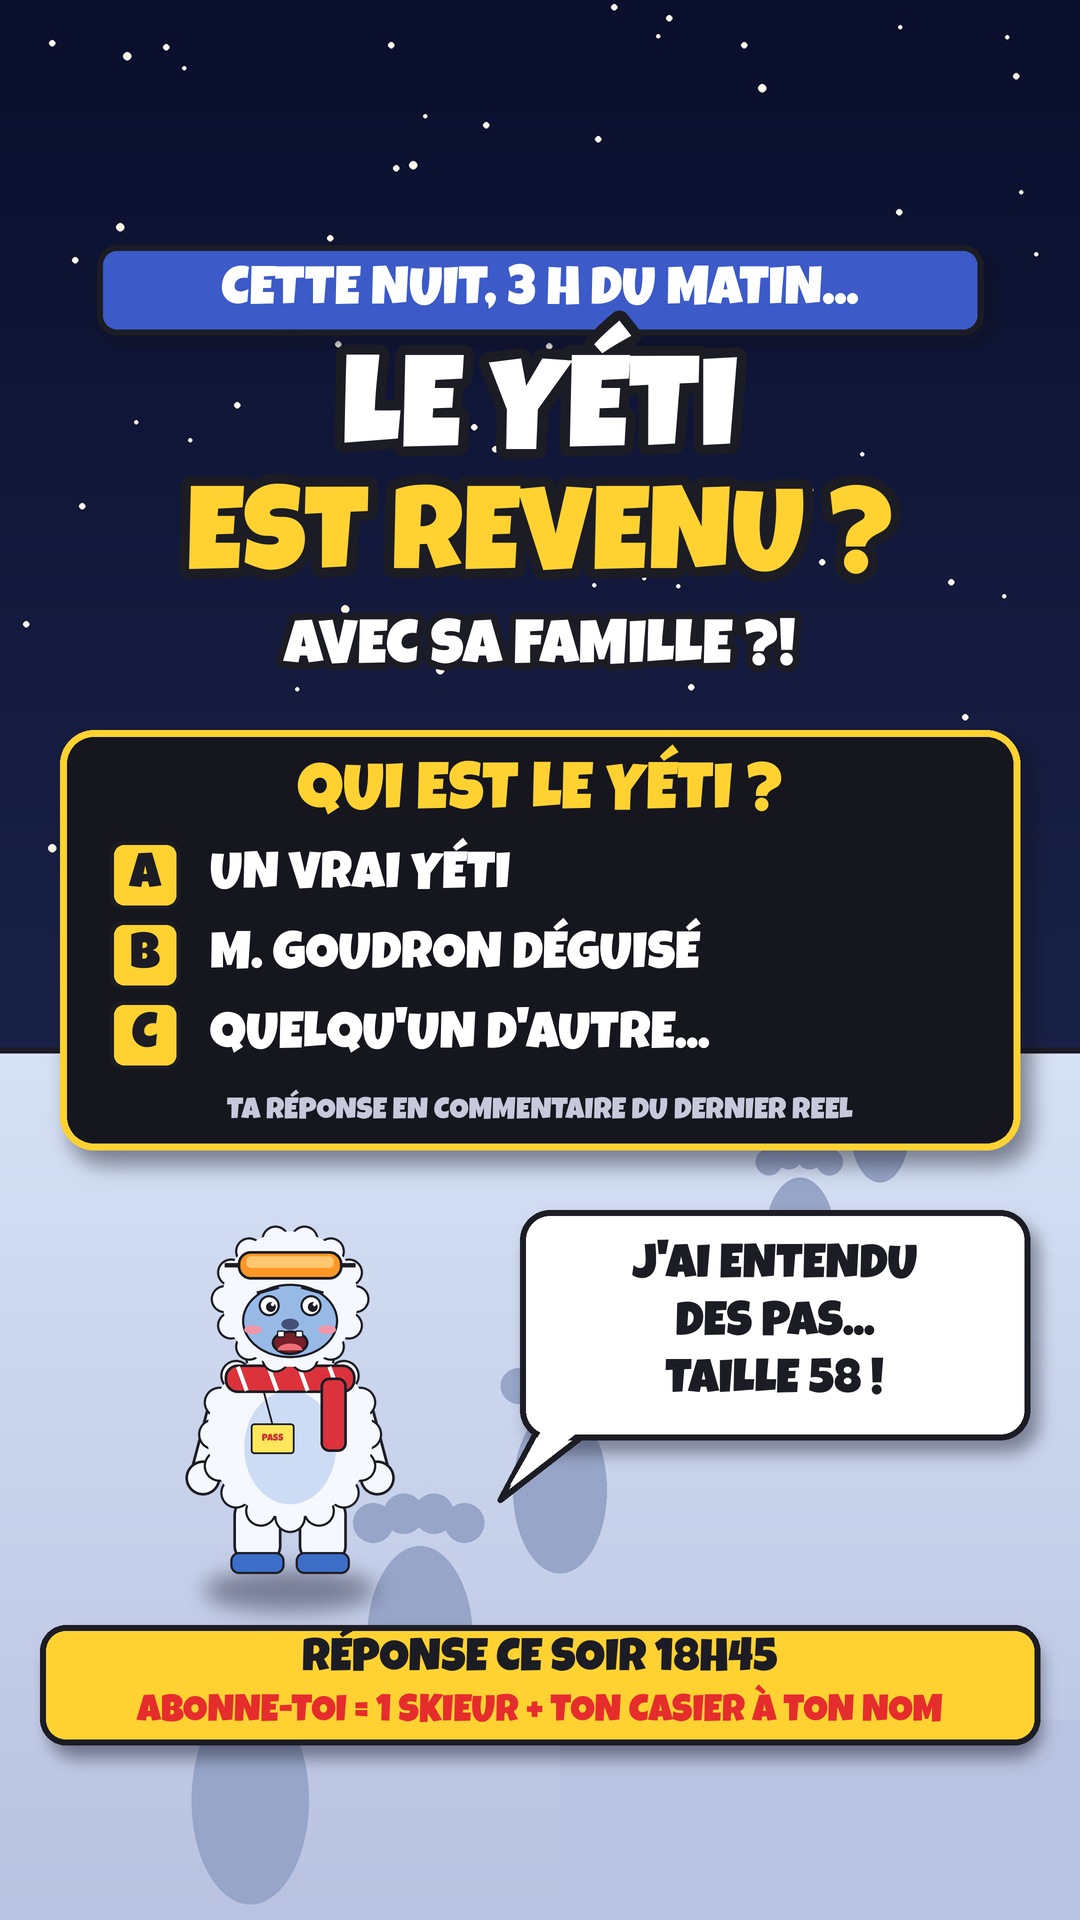 CETTE NUIT, 3 H DU MATIN...
LE YÉTI
EST REVENU ?
AVEC SA FAMILLE ?!
QUI EST LE YÉTI ?
A UN VRAI YÉTI
B M. GOUDRON DÉGUISÉ
C QUELQU'UN D'AUTRE...
TA RÉPONSE EN COMMENTAIRE DU DERNIER REEL
J'AI ENTENDU
DES PAS...
TAILLE 58 !
PASS
RÉPONSE CE SOIR 18H45
ABONNE-TOI = 1 SKIEUR + TON CASIER À TON NOM